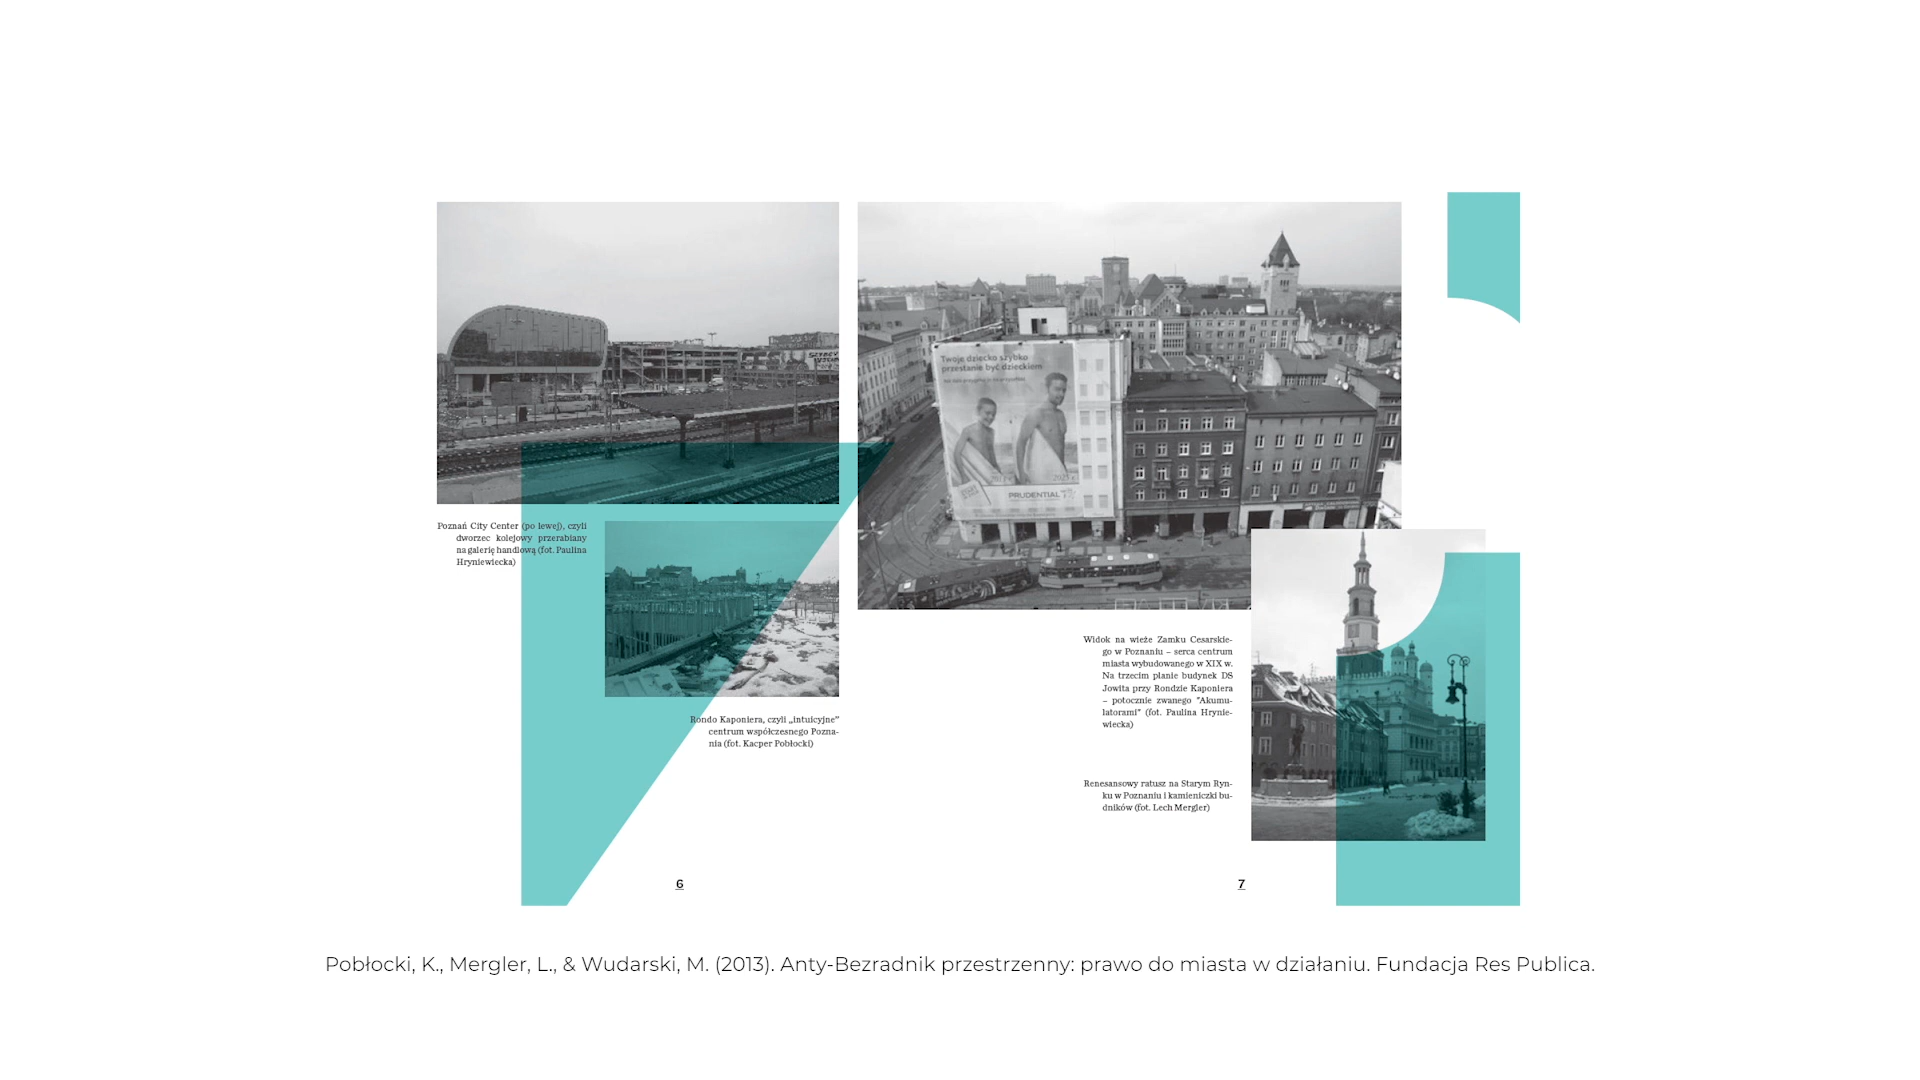 Twoje dziecko szybko
przestanie być dzieckiem
PRUDENTIAL
Poznań City Center (po lewej), czyli
dworzec kolejowy przerabiany
na galerię handlową (fot. Paulina
Hryniewiecka)
Rondo Kaponiera, czyli „intuicyjne”
centrum współczesnego Pozna-
nia (fot. Kacper Pobłocki)
6
Widok na wieże Zamku Cesarskie-
go w Poznaniu – serca centrum
miasta wybudowanego w XIX w.
Na trzecim planie budynek DS
Jowita przy Rondzie Kaponiera
– potocznie zwanego "Akumu-
latorami" (fot. Paulina Hrynie-
wiecka)
Renesansowy ratusz na Starym Ryn-
ku w Poznaniu i kamieniczki bu-
dników (fot. Lech Mergler)
7
Pobłocki, K., Mergler, L., & Wudarski, M. (2013). Anty-Bezradnik przestrzenny: prawo do miasta w działaniu. Fundacja Res Publica.